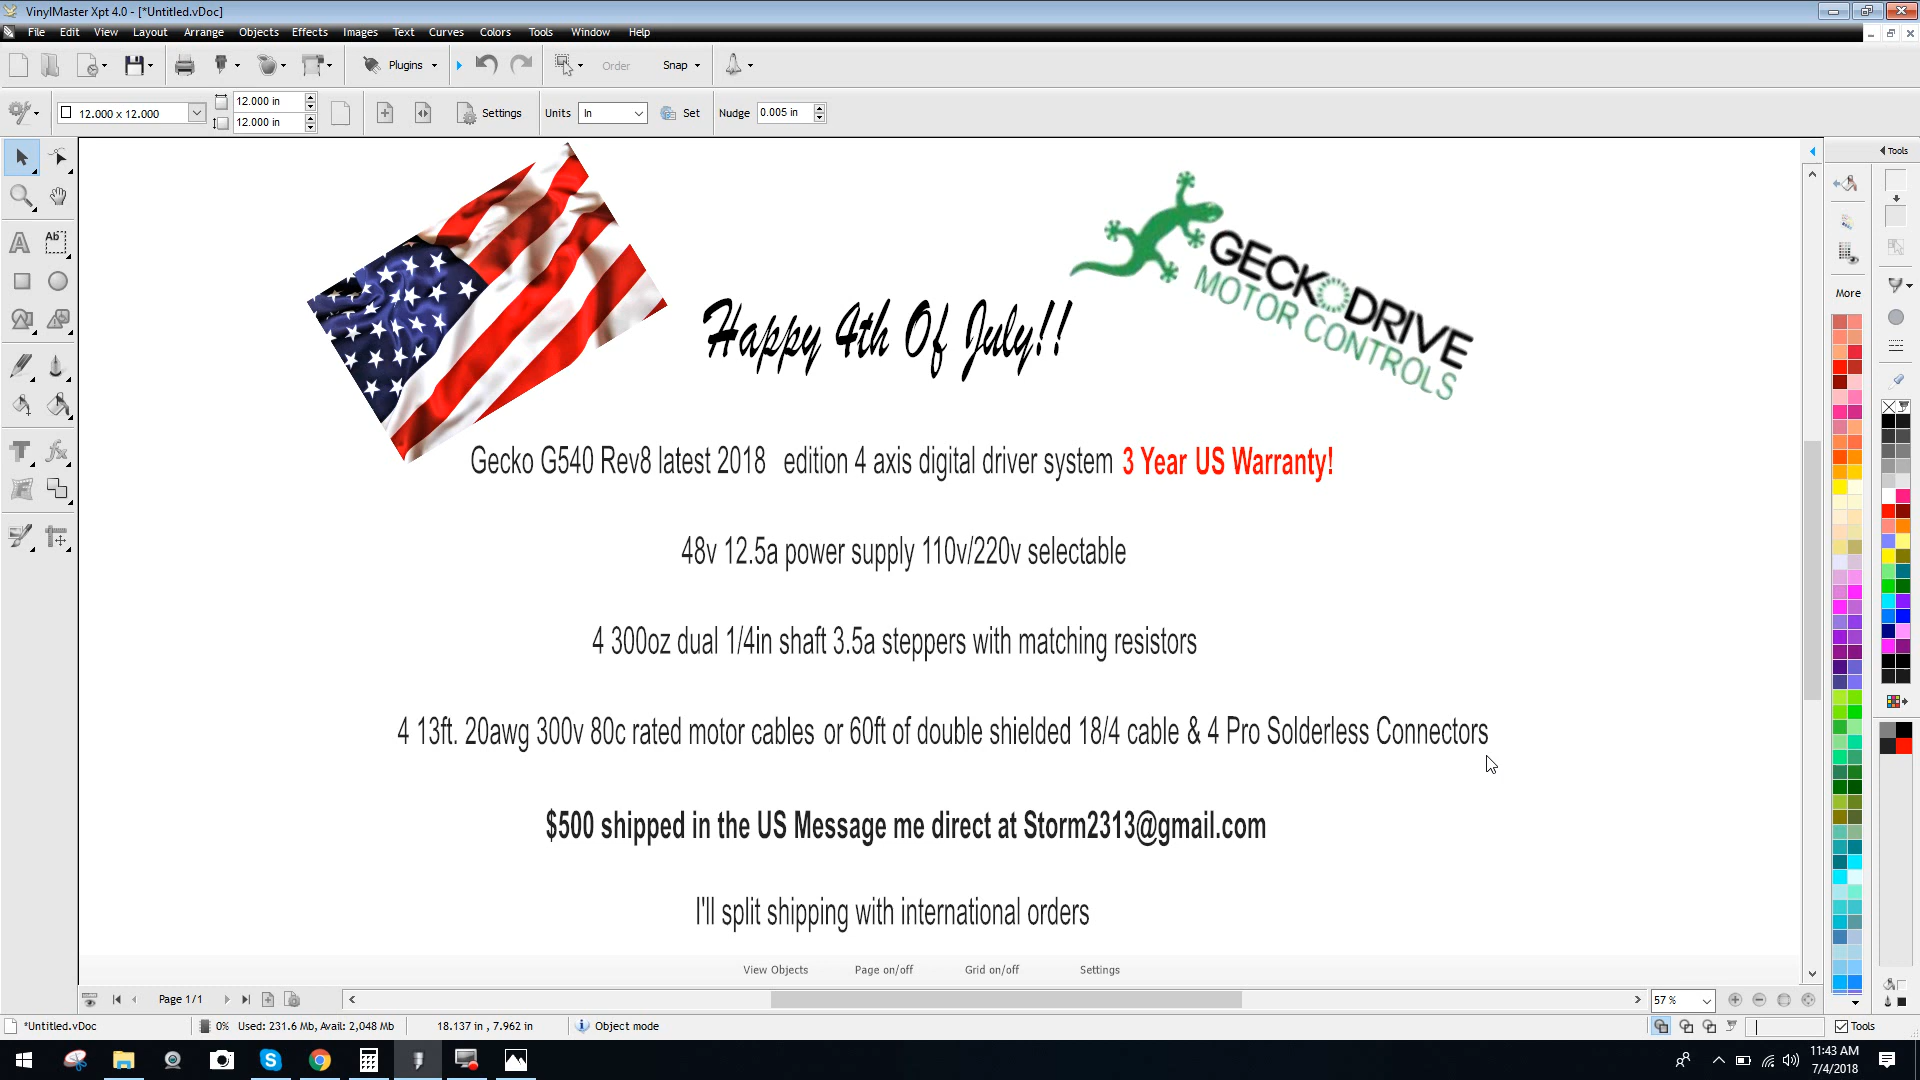 VinylMaster Xpt 4.0 - [*Untitled.vDoc]
File Edit View Layout Arrange Objects Effects Images Text Curves Colors Tools Window Help
Plugins Order Snap
12.000 x 12.000
12.000 in
12.000 in
Settings Units In Set Nudge 0.005 in
Tools
More
GECKODRIVE
MOTOR CONTROLS
Happy 4th Of July!!
Gecko G540 Rev8 latest 2018 edition 4 axis digital driver system 3 Year US Warranty!
48v 12.5a power supply 110v/220v selectable
4 300oz dual 1/4in shaft 3.5a steppers with matching resistors
4 13ft. 20awg 300v 80c rated motor cables or 60ft of double shielded 18/4 cable & 4 Pro Solderless Connectors
$500 shipped in the US Message me direct at Storm2313@gmail.com
I'll split shipping with international orders
View Objects Page on/off Grid on/off Settings
Page 1/1 57 %
*Untitled.vDoc 0% Used: 231.6 Mb, Avail: 2,048 Mb 18.137 in , 7.962 in Object mode Tools
11:43 AM
7/4/2018